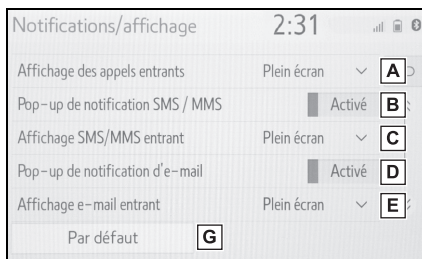 Notifications/affichage 2:31
Affichage des appels entrants Plein écran A
Pop-up de notification SMS / MMS Activé B
Affichage SMS/MMS entrant Plein écran C
Pop-up de notification d'e-mail Activé D
Affichage e-mail entrant Plein écran E
Par défaut G